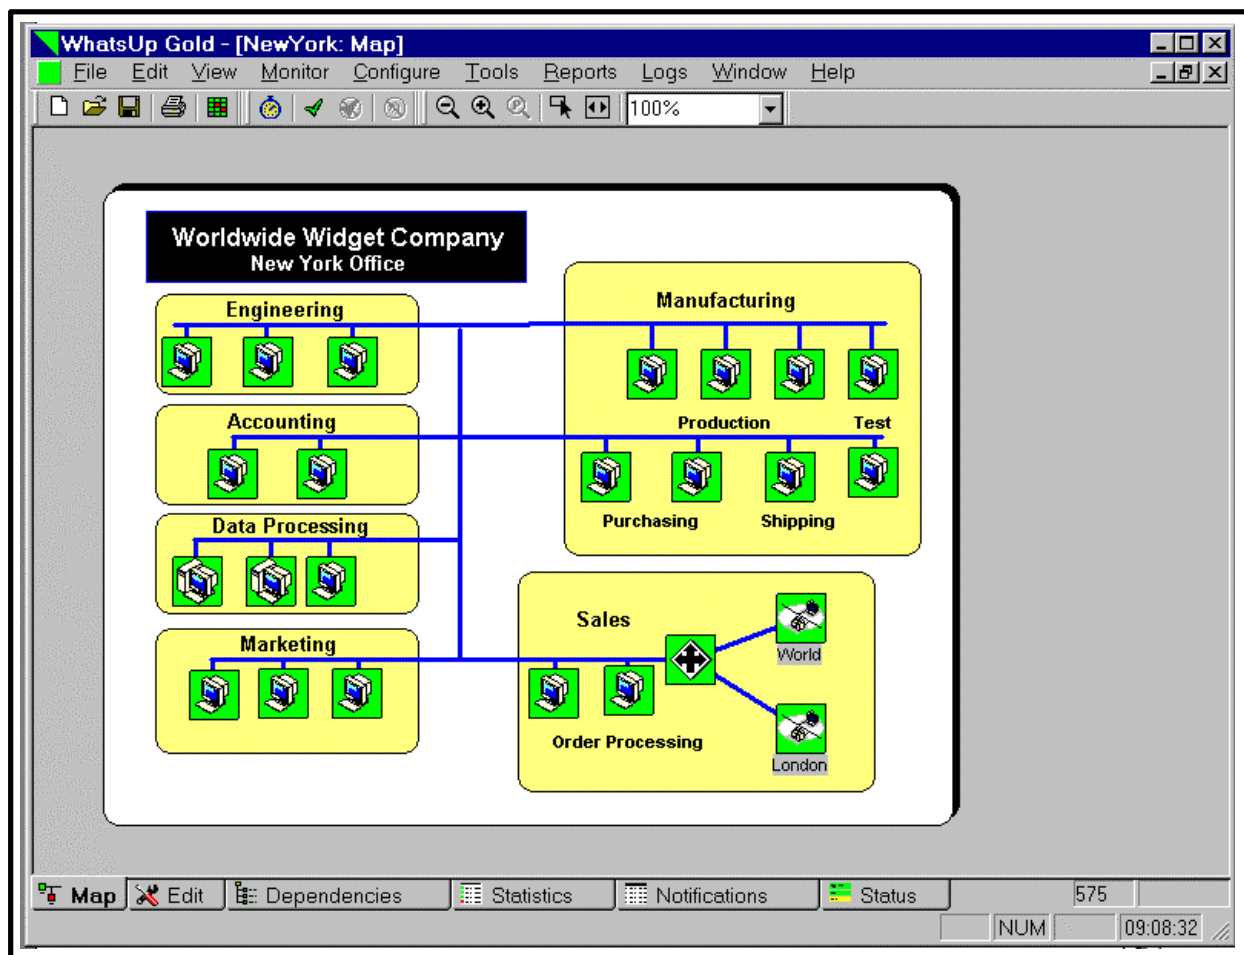 WhatsUp Gold - [NewYork: Map]
File Edit View Monitor Configure Tools Reports Logs Window Help
100%
Worldwide Widget Company
New York Office
Engineering
Manufacturing
Production Test
Accounting
Purchasing Shipping
Data Processing
Sales
World
Marketing
Order Processing
London
Map Edit Dependencies Statistics Notifications Status 575
NUM 09:08:32